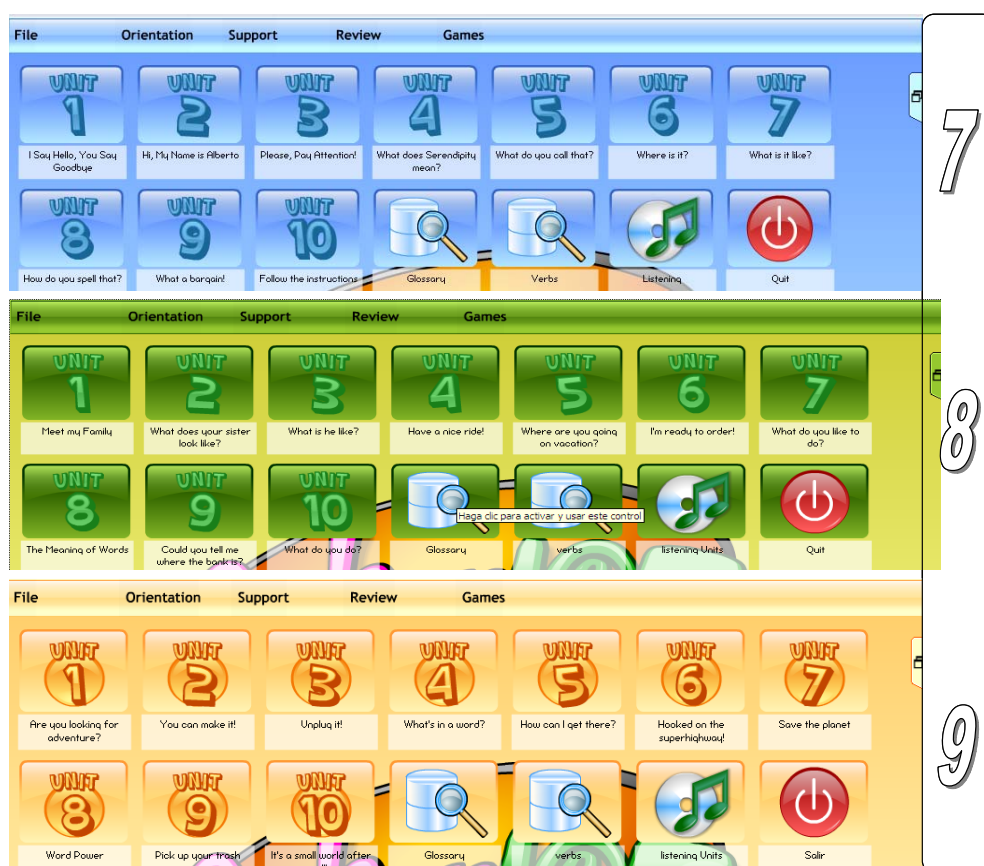 File Orientation Support Review Games
UNIT 1 UNIT 2 UNIT 3 UNIT 4 UNIT 5 UNIT 6 UNIT 7
I Say Hello, You Say Goodbye
Hi, My Name is Alberto
Please, Pay Attention!
What does Serendipity mean?
What do you call that?
Where is it?
What is it like?
UNIT 8 UNIT 9 UNIT 10
How do you spell that?
What a bargain!
Follow the instructions
Glossary
Verbs
Listening
Quit
7
File Orientation Support Review Games
UNIT 1 UNIT 2 UNIT 3 UNIT 4 UNIT 5 UNIT 6 UNIT 7
Meet my Family
What does your sister look like?
What is he like?
Have a nice ride!
Where are you going on vacation?
I'm ready to order!
What do you like to do?
UNIT 8 UNIT 9 UNIT 10
Haga clic para activar y usar este control
The Meaning of Words
Could you tell me where the bank is?
What do you do?
Glossary
verbs
listening Units
Quit
8
File Orientation Support Review Games
UNIT 1 UNIT 2 UNIT 3 UNIT 4 UNIT 5 UNIT 6 UNIT 7
Are you looking for adventure?
You can make it!
Unplug it!
What's in a word?
How can I get there?
Hooked on the superhighway!
Save the planet
UNIT 8 UNIT 9 UNIT 10
Word Power
Pick up your trash
It's a small world after
Glossary
verbs
listening Units
Salir
9